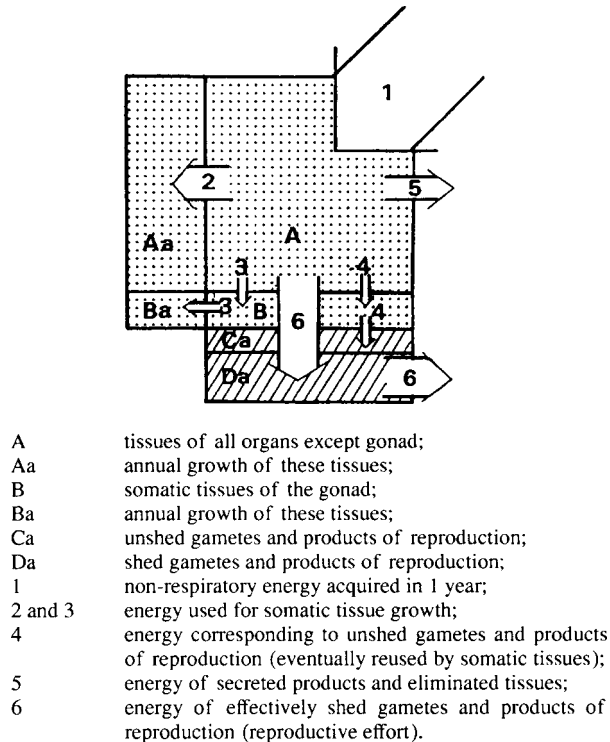 1
2
5
A
Aa
3
4
Ba
3
B
6
4
Ca
Da
6
A tissues of all organs except gonad;
Aa annual growth of these tissues;
B somatic tissues of the gonad;
Ba annual growth of these tissues;
Ca unshed gametes and products of reproduction;
Da shed gametes and products of reproduction;
1 non-respiratory energy acquired in 1 year;
2 and 3 energy used for somatic tissue growth;
4 energy corresponding to unshed gametes and products
of reproduction (eventually reused by somatic tissues);
5 energy of secreted products and eliminated tissues;
6 energy of effectively shed gametes and products of
reproduction (reproductive effort).